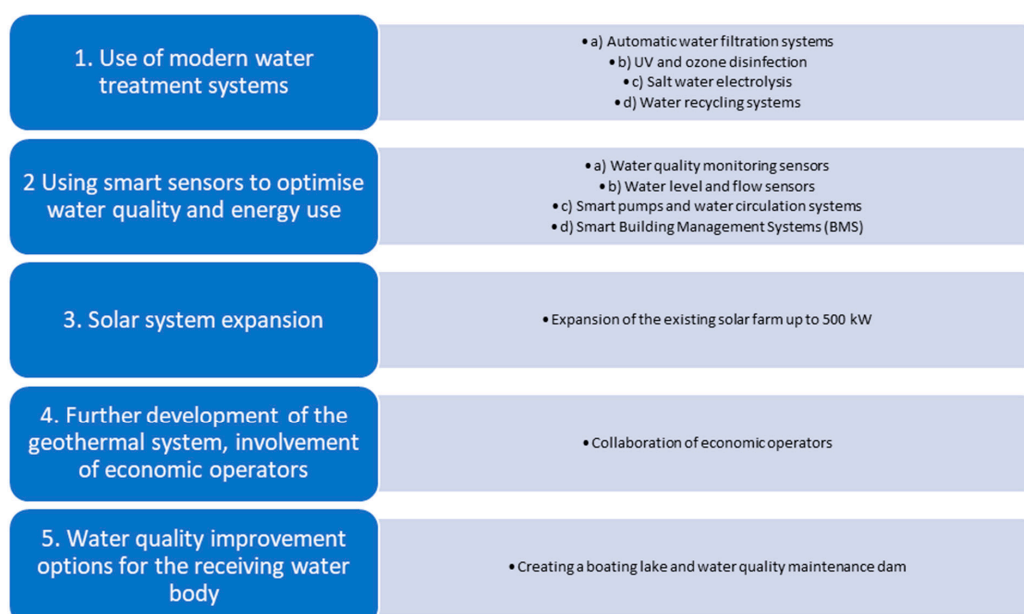 1. Use of modern water
treatment systems
• a) Automatic water filtration systems
• b) UV and ozone disinfection
• c) Salt water electrolysis
• d) Water recycling systems
2 Using smart sensors to optimise
water quality and energy use
• a) Water quality monitoring sensors
• b) Water level and flow sensors
• c) Smart pumps and water circulation systems
• d) Smart Building Management Systems (BMS)
3. Solar system expansion
• Expansion of the existing solar farm up to 500 kW
4. Further development of the
geothermal system, involvement
of economic operators
• Collaboration of economic operators
5. Water quality improvement
options for the receiving water
body
• Creating a boating lake and water quality maintenance dam